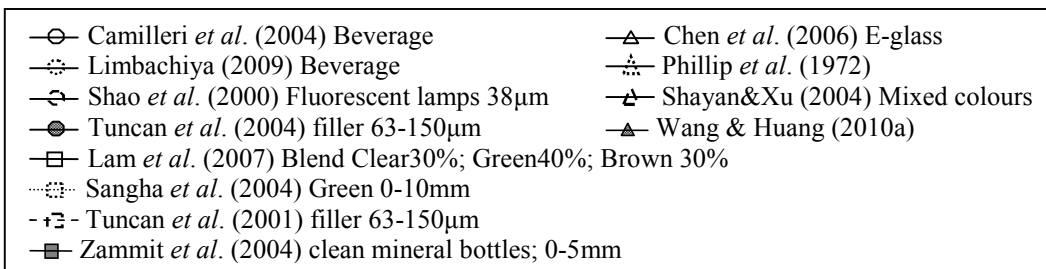 Camilleri et al. (2004) Beverage
Limbachiya (2009) Beverage
Shao et al. (2000) Fluorescent lamps 38μm
Tuncan et al. (2004) filler 63-150μm
Lam et al. (2007) Blend Clear30%; Green40%; Brown 30%
Sangha et al. (2004) Green 0-10mm
Tuncan et al. (2001) filler 63-150μm
Zammit et al. (2004) clean mineral bottles; 0-5mm
Chen et al. (2006) E-glass
Phillip et al. (1972)
Shayan&Xu (2004) Mixed colours
Wang & Huang (2010a)